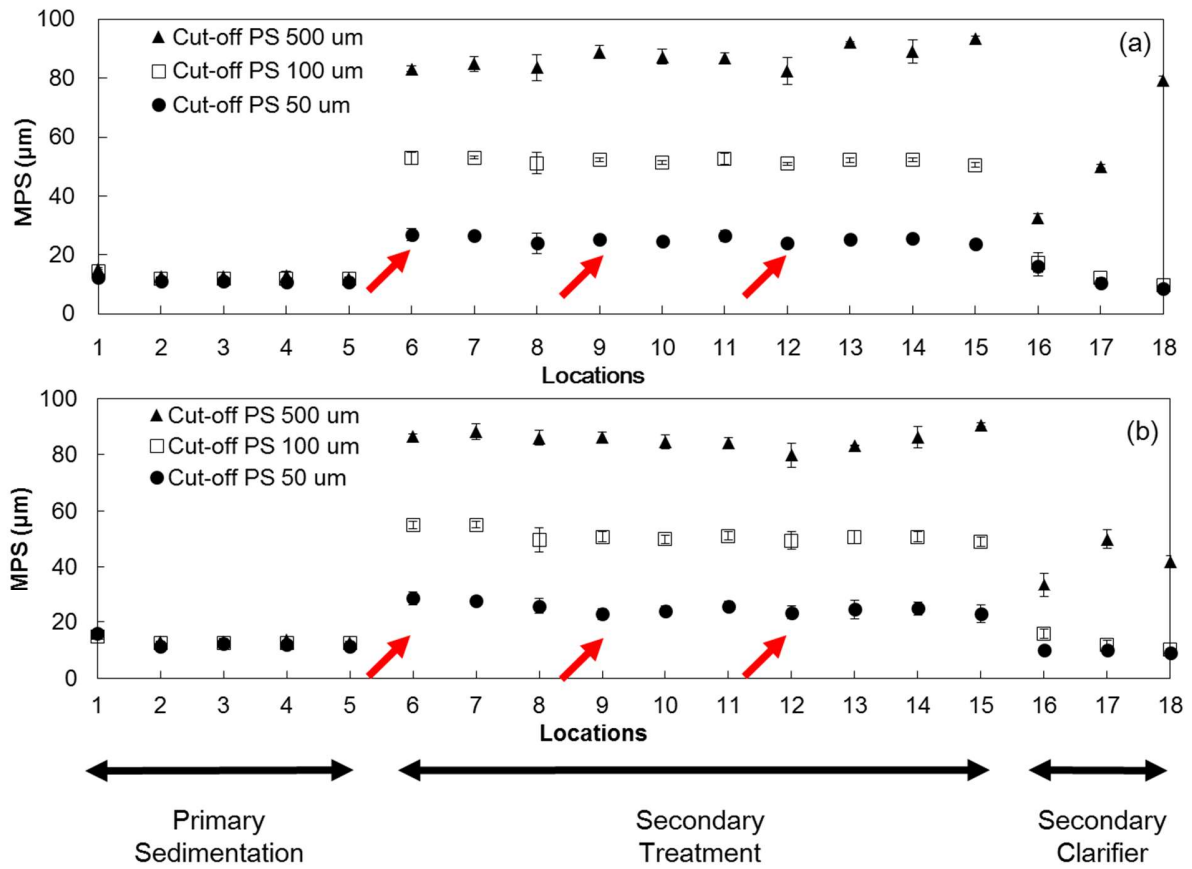 100
80
60
40
20
0
MPS (µm)
Cut-off PS 500 um
Cut-off PS 100 um
Cut-off PS 50 um
(a)
1 2 3 4 5 6 7 8 9 10 11 12 13 14 15 16 17 18
Locations
100
80
60
40
20
0
MPS (µm)
Cut-off PS 500 um
Cut-off PS 100 um
Cut-off PS 50 um
(b)
1 2 3 4 5 6 7 8 9 10 11 12 13 14 15 16 17 18
Locations
Primary
Sedimentation
Secondary
Treatment
Secondary
Clarifier